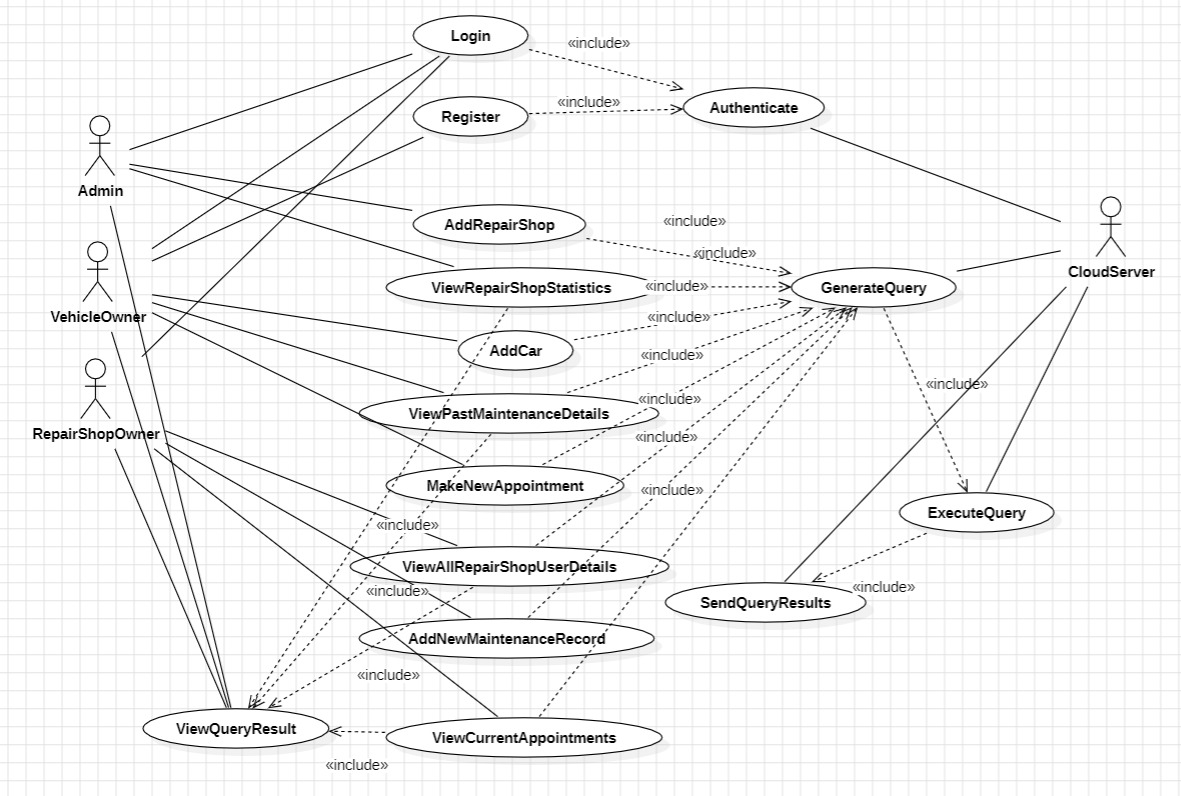 Login
«include»
Register
«include»
Authenticate
Admin
AddRepairShop
«include»
«include»
CloudServer
ViewRepairShopStatistics
«include»
GenerateQuery
VehicleOwner
«include»
AddCar
«include»
«include»
«include»
ViewPastMaintenanceDetails
RepairShopOwner
«include»
MakeNewAppointment
«include»
ExecuteQuery
«include»
ViewAllRepairShopUserDetails
«include»
«include»
SendQueryResults
AddNewMaintenanceRecord
«include»
ViewQueryResult
ViewCurrentAppointments
«include»